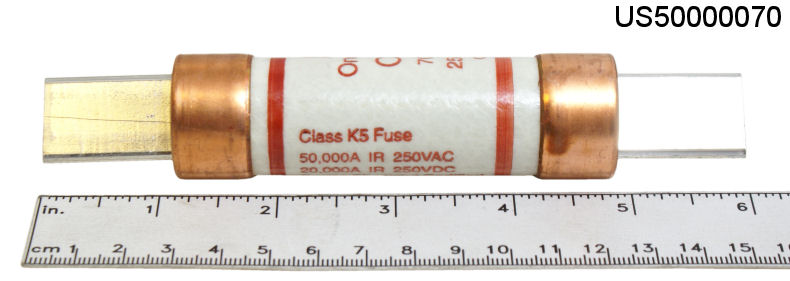 US50000070
Class K5 Fuse
50,000A IR 250VAC
20,000A IR 250VDC
in. 1 2 3 4 5 6
cm 1 2 3 4 5 6 7 8 9 10 11 12 13 14 15 16